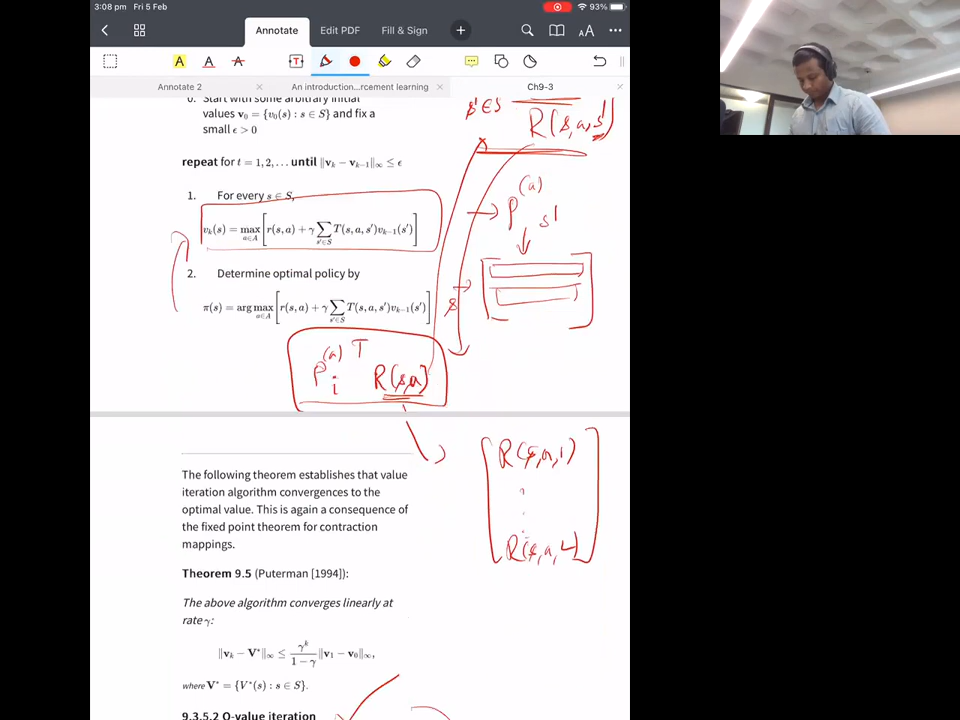 3:08 pm Fri 5 Feb
93%
Annotate
Edit PDF
Fill & Sign
Annotate 2
An introduction...rcement learning
Ch9-3
0. Start with some arbitrary initial
values v₀ = {v₀(s) : s ∈ S} and fix a
small ϵ > 0
repeat for t = 1, 2, … until ‖vₖ − vₖ₋₁‖∞ ≤ ϵ
1. For every s ∈ S,
vₖ(s) = max_{a∈A} [r(s, a) + γ ∑_{s′∈S} T(s, a, s′)vₖ₋₁(s′)]
2. Determine optimal policy by
π(s) = arg max_{a∈A} [r(s, a) + γ ∑_{s′∈S} T(s, a, s′)vₖ₋₁(s′)]
s' ∈ S
R(s, a, s')
P^(a)
s'
s
P_i^(a) T R(s,a)
R(s,a,1)
R(s,a,4)
The following theorem establishes that value
iteration algorithm convergences to the
optimal value. This is again a consequence of
the fixed point theorem for contraction
mappings.
Theorem 9.5 (Puterman [1994]):
The above algorithm converges linearly at
rate γ:
‖vₖ − V*‖∞ ≤ γᵏ/(1 − γ) ‖v₁ − v₀‖∞,
where V* = {V*(s) : s ∈ S}.
9.3.5.2 Q-value iteration